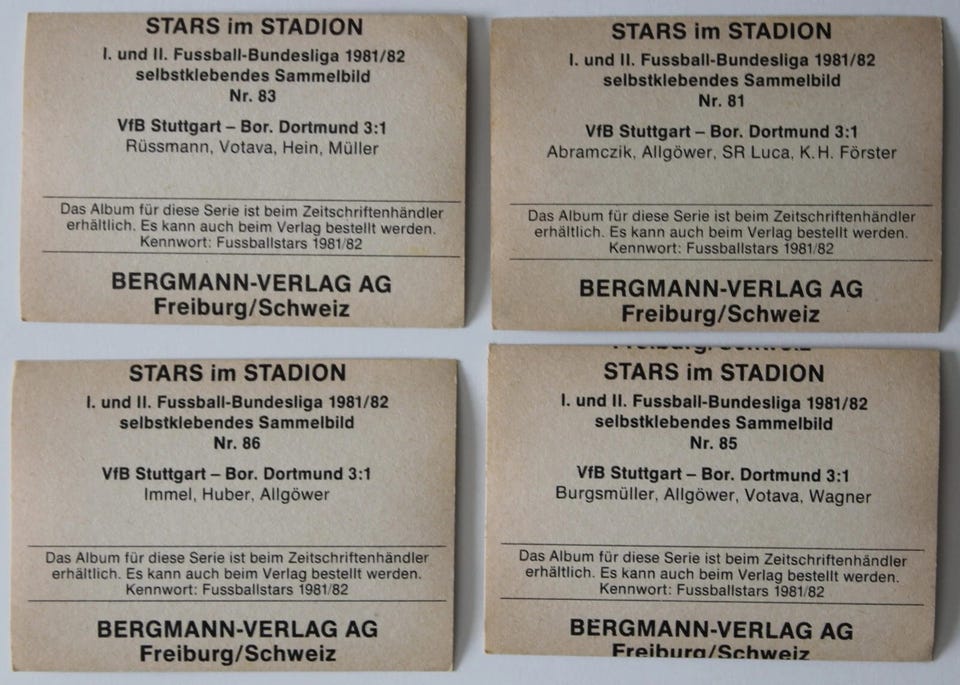 STARS im STADION
I. und II. Fussball-Bundesliga 1981/82
selbstklebendes Sammelbild
Nr. 83
VfB Stuttgart – Bor. Dortmund 3:1
Rüssmann, Votava, Hein, Müller
Das Album für diese Serie ist beim Zeitschriftenhändler
erhältlich. Es kann auch beim Verlag bestellt werden.
Kennwort: Fussballstars 1981/82
BERGMANN-VERLAG AG
Freiburg/Schweiz
STARS im STADION
I. und II. Fussball-Bundesliga 1981/82
selbstklebendes Sammelbild
Nr. 81
VfB Stuttgart – Bor. Dortmund 3:1
Abramczik, Allgöwer, SR Luca, K.H. Förster
Das Album für diese Serie ist beim Zeitschriftenhändler
erhältlich. Es kann auch beim Verlag bestellt werden.
Kennwort: Fussballstars 1981/82
BERGMANN-VERLAG AG
Freiburg/Schweiz
STARS im STADION
I. und II. Fussball-Bundesliga 1981/82
selbstklebendes Sammelbild
Nr. 86
VfB Stuttgart – Bor. Dortmund 3:1
Immel, Huber, Allgöwer
Das Album für diese Serie ist beim Zeitschriftenhändler
erhältlich. Es kann auch beim Verlag bestellt werden.
Kennwort: Fussballstars 1981/82
BERGMANN-VERLAG AG
Freiburg/Schweiz
Freiburg/Schweiz
STARS im STADION
I. und II. Fussball-Bundesliga 1981/82
selbstklebendes Sammelbild
Nr. 85
VfB Stuttgart – Bor. Dortmund 3:1
Burgsmüller, Allgöwer, Votava, Wagner
Das Album für diese Serie ist beim Zeitschriftenhändler
erhältlich. Es kann auch beim Verlag bestellt werden.
Kennwort: Fussballstars 1981/82
BERGMANN-VERLAG AG
Freiburg/Schweiz